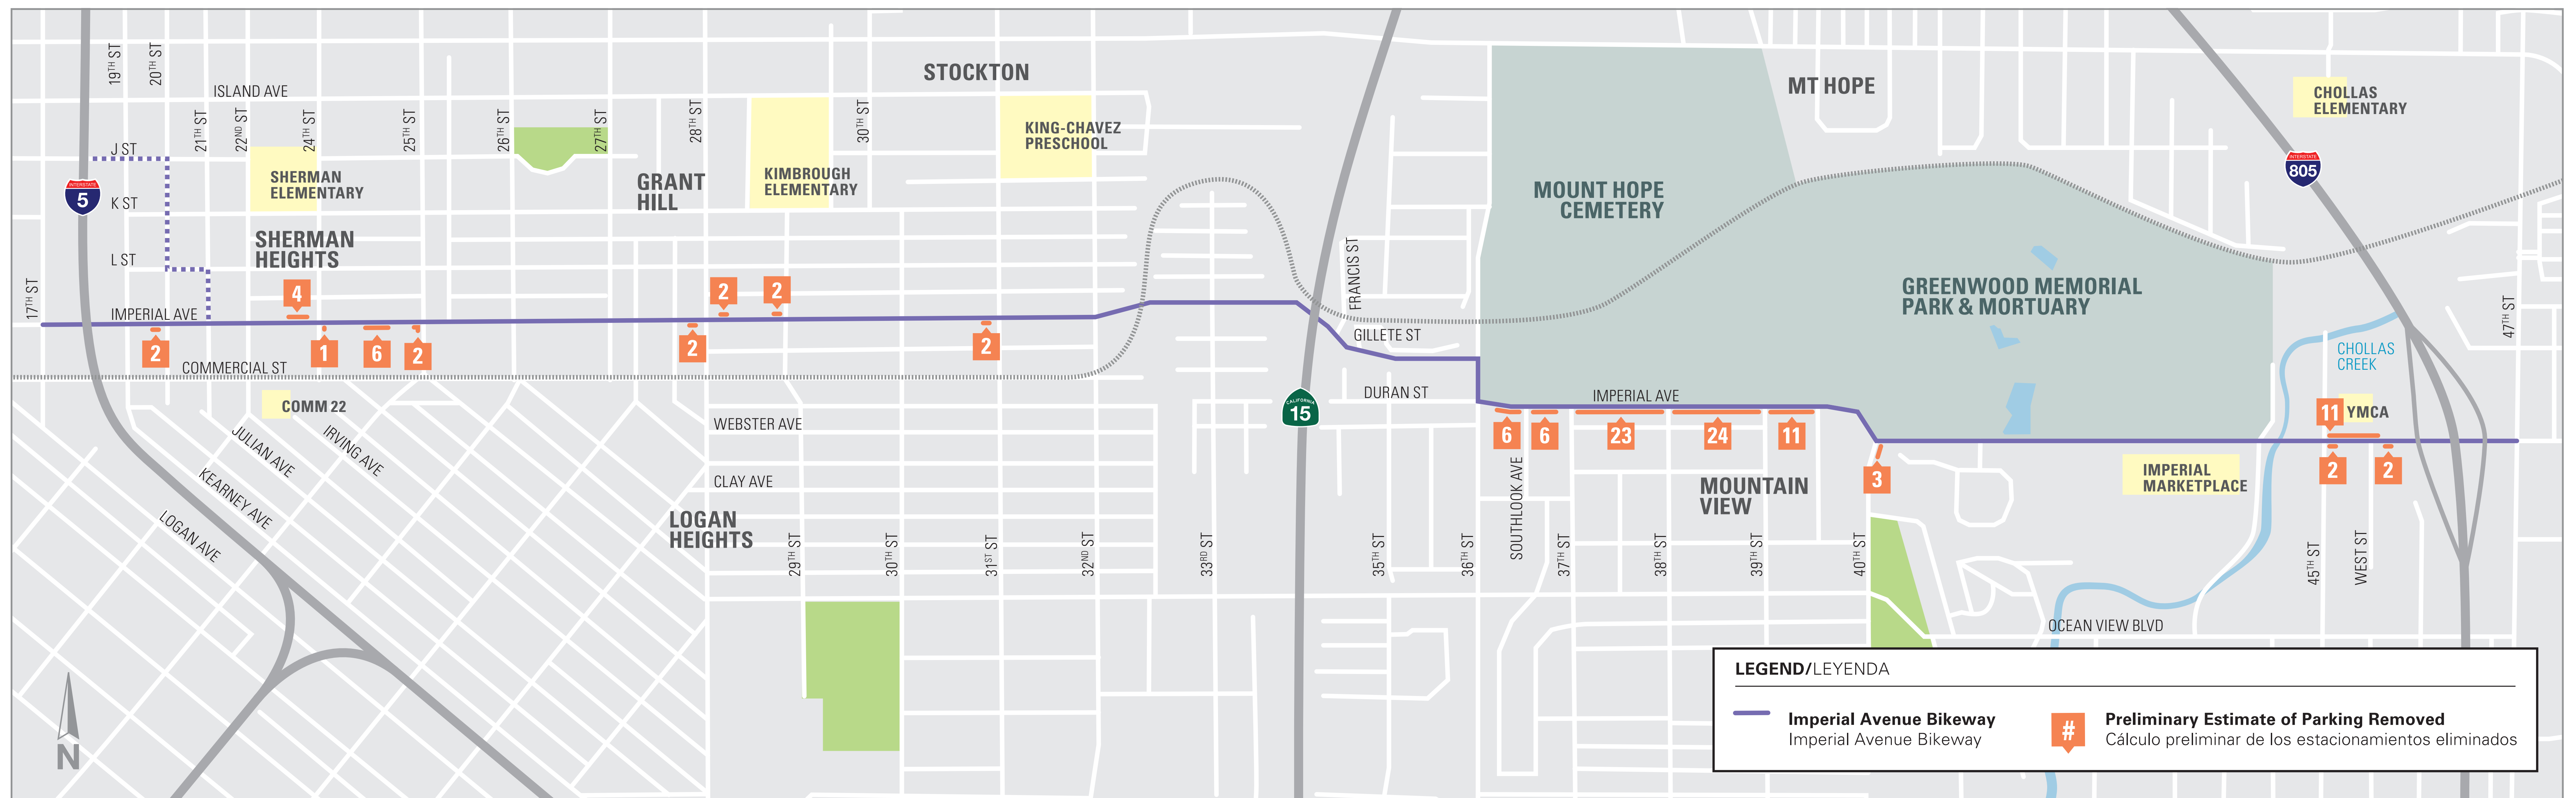 19TH ST
20TH ST
ISLAND AVE
21TH ST
22ND ST
24TH ST
25TH ST
26TH ST
27TH ST
28TH ST
30TH ST
STOCKTON
KING-CHAVEZ
PRESCHOOL
MT HOPE
CHOLLAS
ELEMENTARY
J ST
SHERMAN
ELEMENTARY
GRANT
HILL
KIMBROUGH
ELEMENTARY
MOUNT HOPE
CEMETERY
INTERSTATE
805
INTERSTATE
5
K ST
L ST
SHERMAN
HEIGHTS
17TH ST
IMPERIAL AVE
4
2
2
FRANCIS ST
GREENWOOD MEMORIAL
PARK & MORTUARY
47TH ST
2
1
6
2
2
2
GILLETE ST
CHOLLAS
CREEK
COMMERCIAL ST
COMM 22
CALIFORNIA
15
DURAN ST
IMPERIAL AVE
11
YMCA
JULIAN AVE
IRVING AVE
WEBSTER AVE
6
6
23
24
11
KEARNEY AVE
CLAY AVE
3
IMPERIAL
MARKETPLACE
2
2
LOGAN AVE
LOGAN
HEIGHTS
MOUNTAIN
VIEW
29TH ST
30TH ST
31ST ST
32ND ST
33RD ST
35TH ST
36TH ST
SOUTHLOOK AVE
37TH ST
38TH ST
39TH ST
40TH ST
45TH ST
WEST ST
OCEAN VIEW BLVD
N
LEGEND/LEYENDA
Imperial Avenue Bikeway
Imperial Avenue Bikeway
#
Preliminary Estimate of Parking Removed
Cálculo preliminar de los estacionamientos eliminados